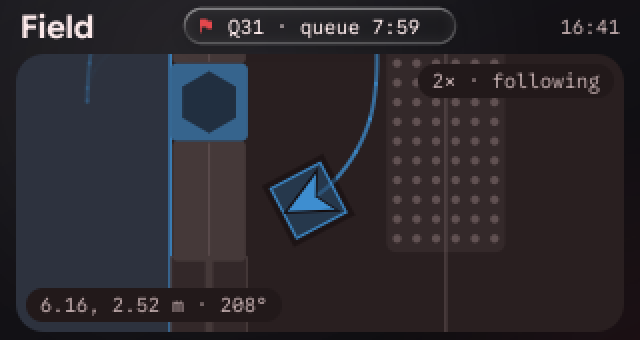 Field
Q31 · queue 7:59
16:41
2× · following
6.16, 2.52 m · 208°